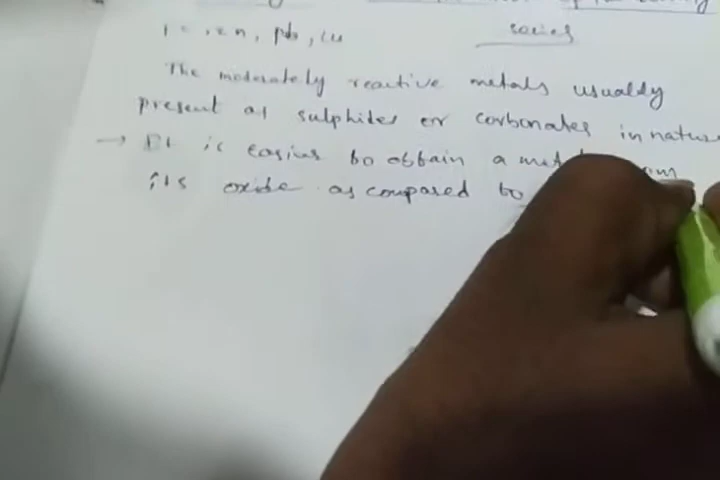 Zn, Pb, Cu series
The moderately reactive metals usually
present as sulphides or carbonates in nature
→ It is easier to obtain a
its oxide as compared to